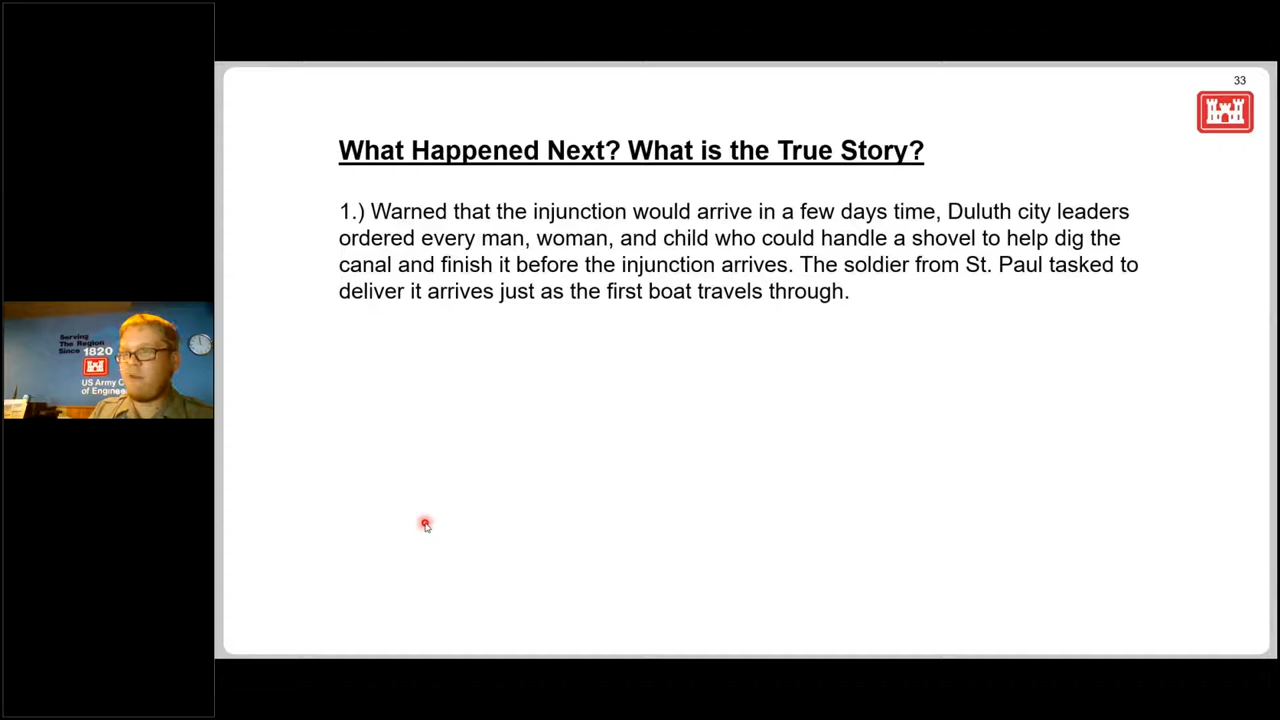 33
What Happened Next? What is the True Story?
1.) Warned that the injunction would arrive in a few days time, Duluth city leaders
ordered every man, woman, and child who could handle a shovel to help dig the
canal and finish it before the injunction arrives. The soldier from St. Paul tasked to
deliver it arrives just as the first boat travels through.
Serving
The Region
Since 1820
US Army
of